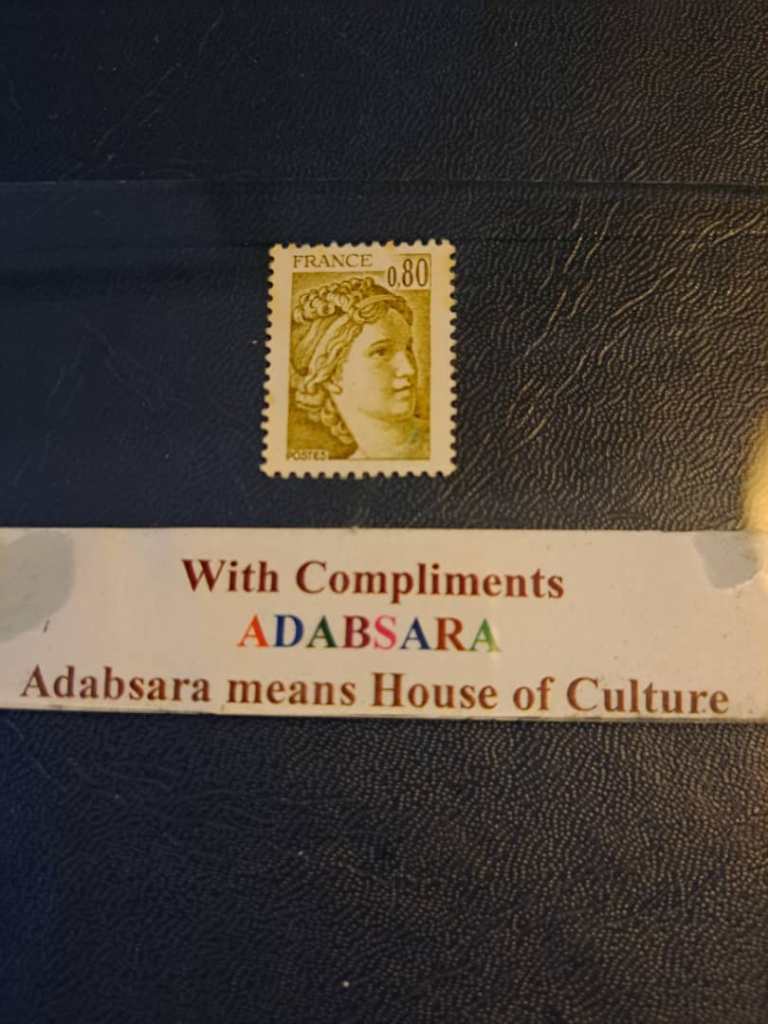 FRANCE
0,80
POSTES
With Compliments
ADABSARA
Adabsara means House of Culture